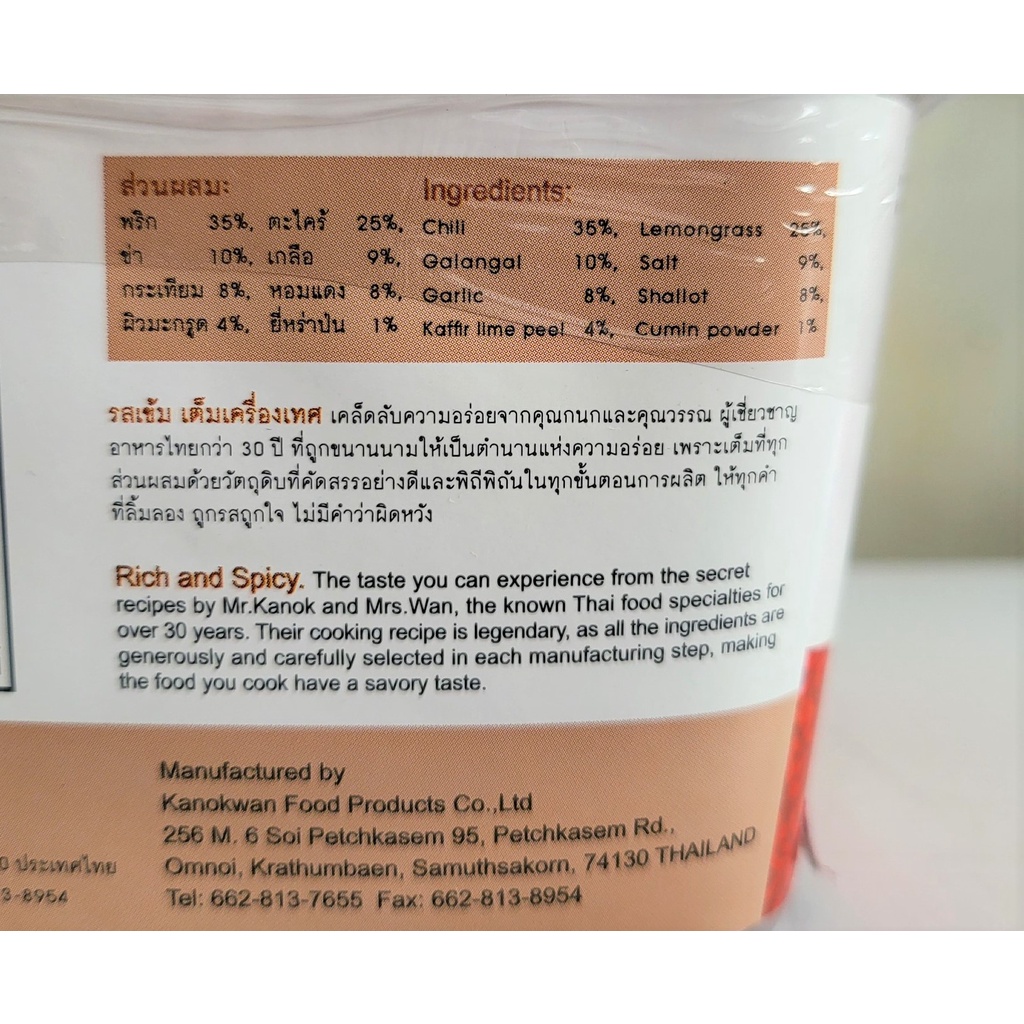 ส่วนผสม:
พริก 35%, ตะไคร้ 25%,
ข่า 10%, เกลือ 9%,
กระเทียม 8%, หอมแดง 8%,
ผิวมะกรูด 4%, ยี่หร่าป่น 1%
Ingredients:
Chili 35%, Lemongrass 25%,
Galangal 10%, Salt 9%,
Garlic 8%, Shallot 8%,
Kaffir lime peel 4%, Cumin powder 1%
รสเข้ม เต็มเครื่องเทศ เคล็ดลับความอร่อยจากคุณกนกและคุณวรรณ ผู้เชี่ยวชาญ
อาหารไทยกว่า 30 ปี ที่ถูกขนานนามให้เป็นตำนานแห่งความอร่อย เพราะเต็มที่ทุก
ส่วนผสมด้วยวัตถุดิบที่คัดสรรอย่างดีและพิถีพิถันในทุกขั้นตอนการผลิต ให้ทุกคำ
ที่ลิ้มลอง ถูกรสถูกใจ ไม่มีคำว่าผิดหวัง
Rich and Spicy. The taste you can experience from the secret
recipes by Mr.Kanok and Mrs.Wan, the known Thai food specialties for
over 30 years. Their cooking recipe is legendary, as all the ingredients are
generously and carefully selected in each manufacturing step, making
the food you cook have a savory taste.
Manufactured by
Kanokwan Food Products Co.,Ltd
256 M. 6 Soi Petchkasem 95, Petchkasem Rd.,
Omnoi, Krathumbaen, Samuthsakorn, 74130 THAILAND
Tel: 662-813-7655 Fax: 662-813-8954
0 ประเทศไทย
3-8954